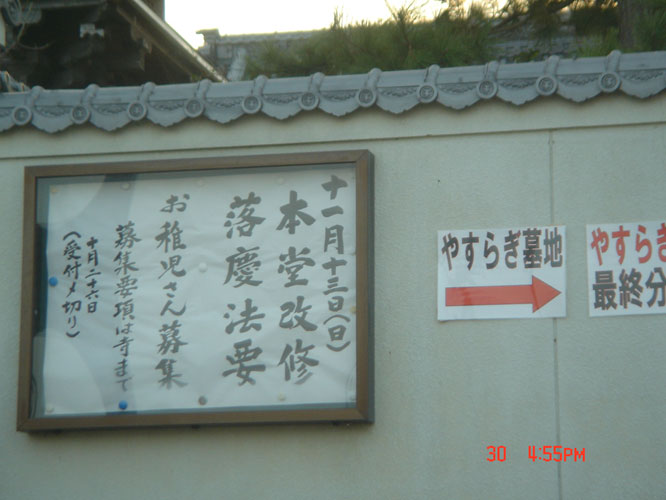 十一月十三日(日)
本堂改修
落慶法要
お稚児さん募集
募集要項は寺まで
十月二十六日
(受付〆切り)
やすらぎ墓地
やすらぎ
最終分
30 4:55PM